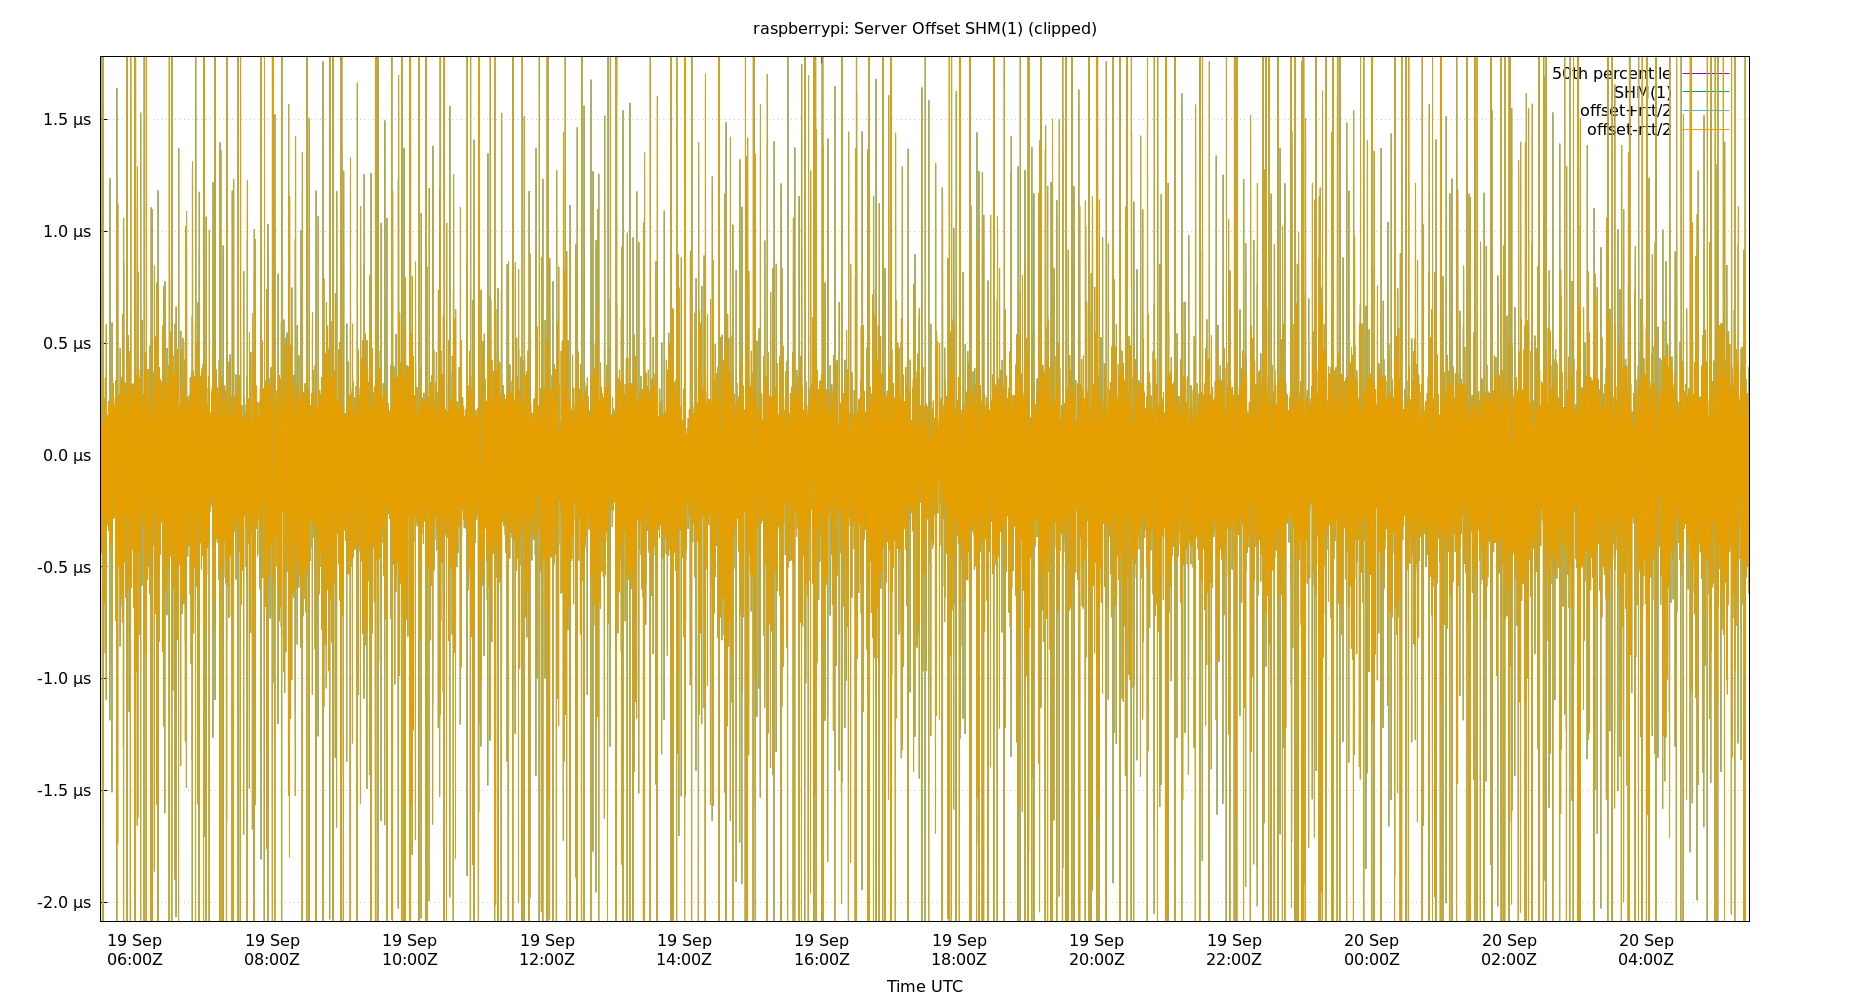 raspberrypi: Server Offset SHM(1) (clipped)
50th percentile
SHM(1)
offset+rtt/2
offset-rtt/2
1.5 µs
1.0 µs
0.5 µs
0.0 µs
-0.5 µs
-1.0 µs
-1.5 µs
-2.0 µs
19 Sep 19 Sep 19 Sep 19 Sep 19 Sep 19 Sep 19 Sep 19 Sep 19 Sep 20 Sep 20 Sep 20 Sep
06:00Z 08:00Z 10:00Z 12:00Z 14:00Z 16:00Z 18:00Z 20:00Z 22:00Z 00:00Z 02:00Z 04:00Z
Time UTC